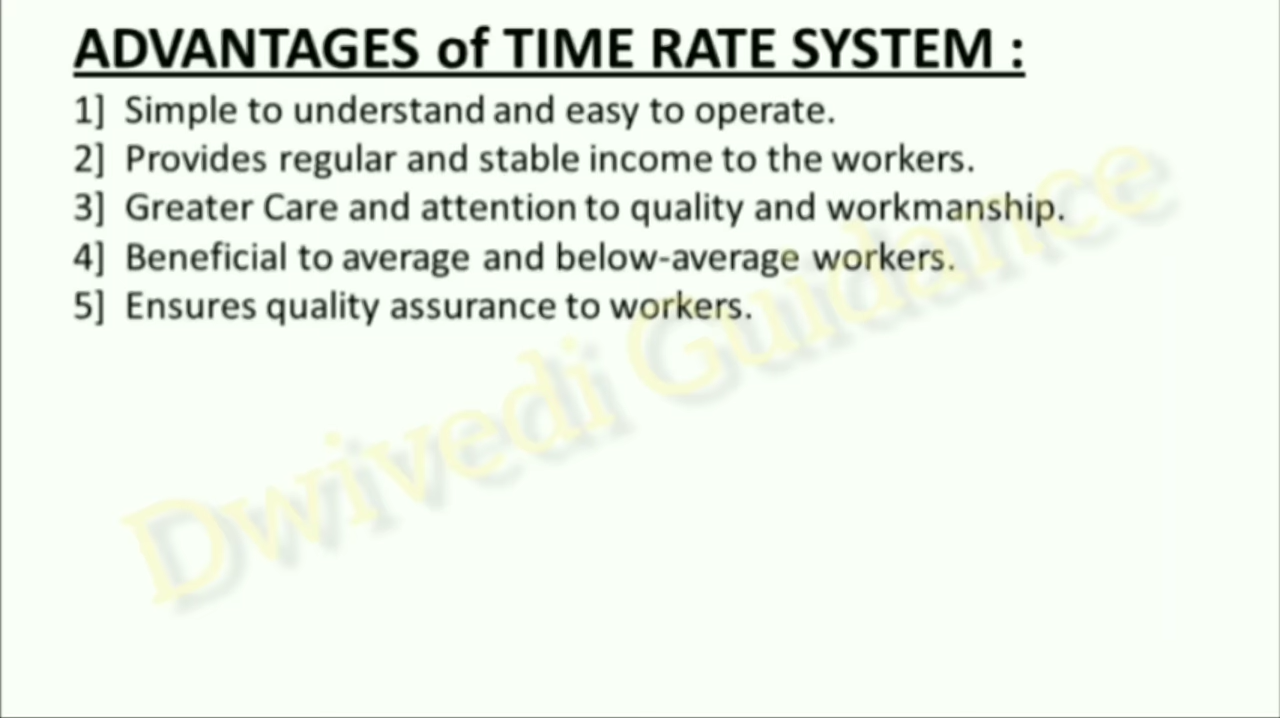 ADVANTAGES of TIME RATE SYSTEM :
1] Simple to understand and easy to operate.
2] Provides regular and stable income to the workers.
3] Greater Care and attention to quality and workmanship.
4] Beneficial to average and below-average workers.
5] Ensures quality assurance to workers.
Dwivedi Guidance